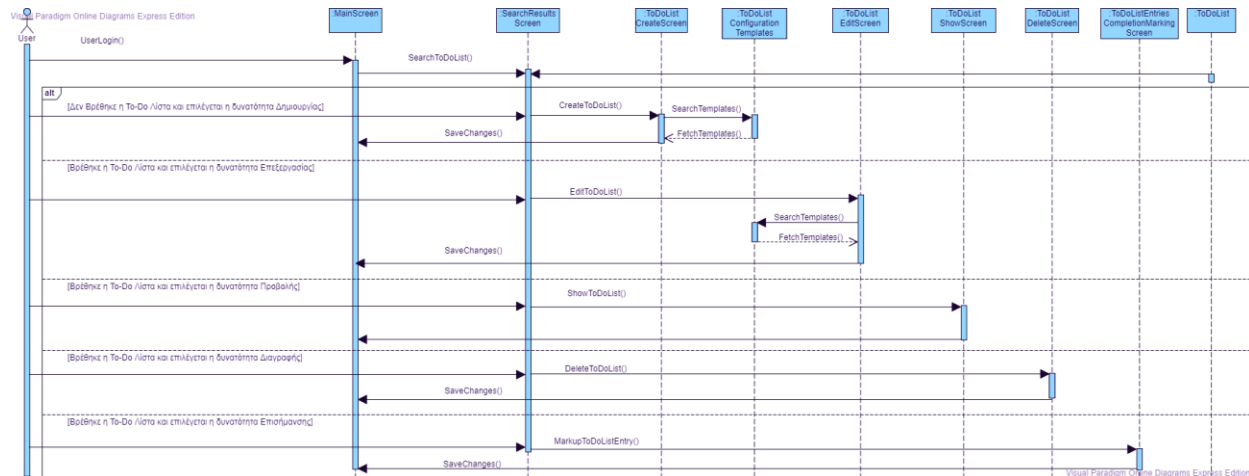 Visual Paradigm Online Diagrams Express Edition
User
:MainScreen
:SearchResults
Screen
:ToDoList
CreateScreen
:ToDoList
Configuration
Templates
:ToDoList
EditScreen
:ToDoList
ShowScreen
:ToDoList
DeleteScreen
:ToDoListEntries
CompletionMarking
Screen
:ToDoList
UserLogin()
SearchToDoList()
alt
[Δεν Βρέθηκε η To-Do Λίστα και επιλέγεται η δυνατότητα Δημιουργίας]
CreateToDoList()
SearchTemplates()
SaveChanges()
FetchTemplates()
[Βρέθηκε η To-Do Λίστα και επιλέγεται η δυνατότητα Επεξεργασίας]
EditToDoList()
SearchTemplates()
FetchTemplates()
SaveChanges()
[Βρέθηκε η To-Do Λίστα και επιλέγεται η δυνατότητα Προβολής]
ShowToDoList()
[Βρέθηκε η To-Do Λίστα και επιλέγεται η δυνατότητα Διαγραφής]
DeleteToDoList()
SaveChanges()
[Βρέθηκε η To-Do Λίστα και επιλέγεται η δυνατότητα Επισήμανσης]
MarkupToDoListEntry()
SaveChanges()
Visual Paradigm Online Diagrams Express Edition